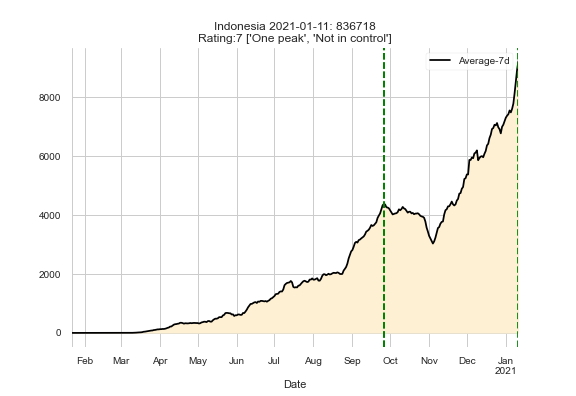 Indonesia 2021-01-11: 836718
Rating:7 ['One peak', 'Not in control']
Average-7d
8000
6000
4000
2000
0
Feb Mar Apr May Jun Jul Aug Sep Oct Nov Dec Jan
2021
Date